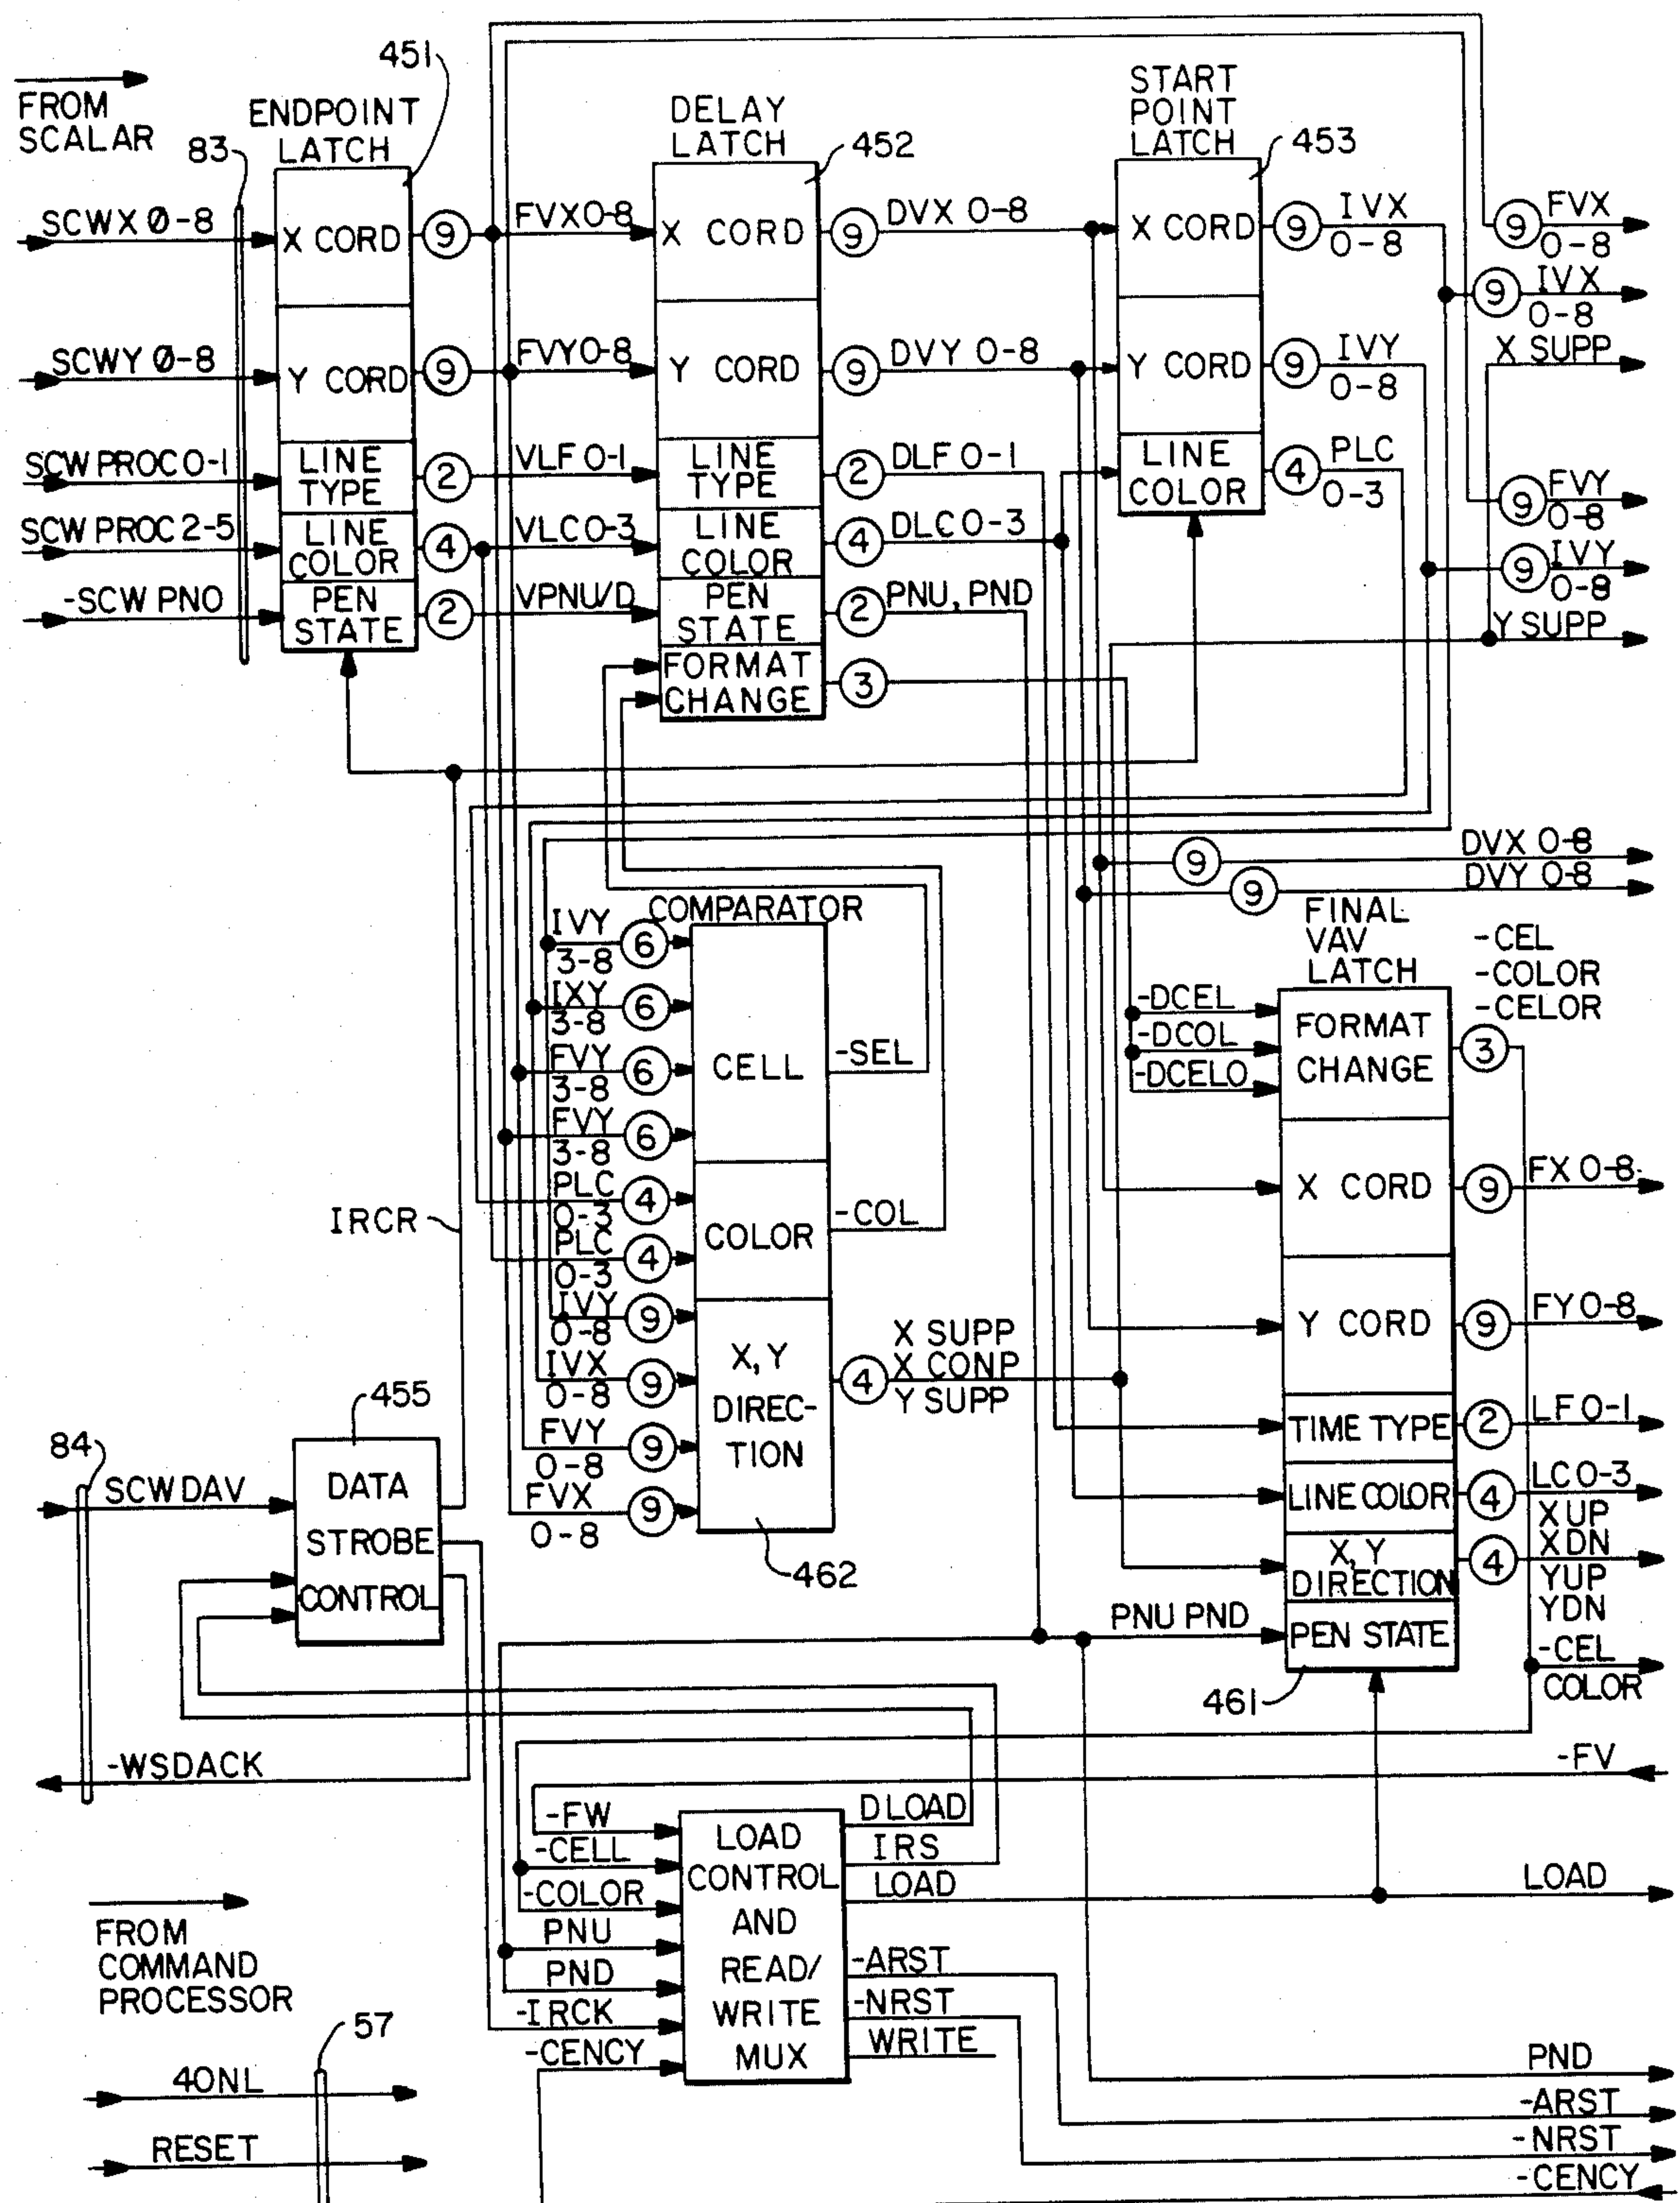 FROM
SCALAR
83
ENDPOINT
LATCH
451
DELAY
LATCH
452
START
POINT
LATCH
453
SCWX Ø-8
X CORD
9
FVX0-8
X CORD
9
DVX 0-8
X CORD
9
IVX
0-8
9
FVX
0-8
9
IVX
0-8
X SUPP
SCWY Ø-8
Y CORD
9
FVY0-8
Y CORD
9
DVY 0-8
Y CORD
9
IVY
0-8
SCW PROC 0-1
LINE
TYPE
2
VLF 0-1
LINE
TYPE
2
DLF 0-1
LINE
COLOR
4
PLC
0-3
9
FVY
0-8
SCW PROC 2-5
LINE
COLOR
4
VLC0-3
LINE
COLOR
4
DLC 0-3
9
IVY
0-8
-SCW PNO
PEN
STATE
2
VPNU/D
PEN
STATE
2
PNU, PND
Y SUPP
FORMAT
CHANGE
3
9
DVX 0-8
9
DVY 0-8
COMPARATOR
IVY
3-8
6
IXY
3-8
6
FVY
3-8
6
FVY
3-8
6
CELL
-SEL
PLC
0-3
4
PLC
0-3
4
COLOR
-COL
IVY
0-8
9
IVX
0-8
9
FVY
0-8
9
FVX
0-8
9
X, Y
DIREC-
TION
4
X SUPP
X CONP
Y SUPP
462
IRCR
FINAL
VAV
LATCH
-CEL
-COLOR
-CELOR
-DCEL
-DCOL
-DCELO
FORMAT
CHANGE
3
X CORD
9
FX 0-8
Y CORD
9
FY 0-8
TIME TYPE
2
LF 0-1
LINE COLOR
4
LC 0-3
X, Y
DIRECTION
4
XUP
XDN
YUP
YDN
PNU PND
PEN STATE
461
-CEL
COLOR
84
455
SCW DAV
DATA
STROBE
CONTROL
-WSDACK
-FV
-FW
-CELL
-COLOR
PNU
PND
-IRCK
-CENCY
LOAD
CONTROL
AND
READ/
WRITE
MUX
DLOAD
IRS
LOAD
LOAD
-ARST
-NRST
WRITE
FROM
COMMAND
PROCESSOR
57
4ONL
RESET
PND
-ARST
-NRST
-CENCY